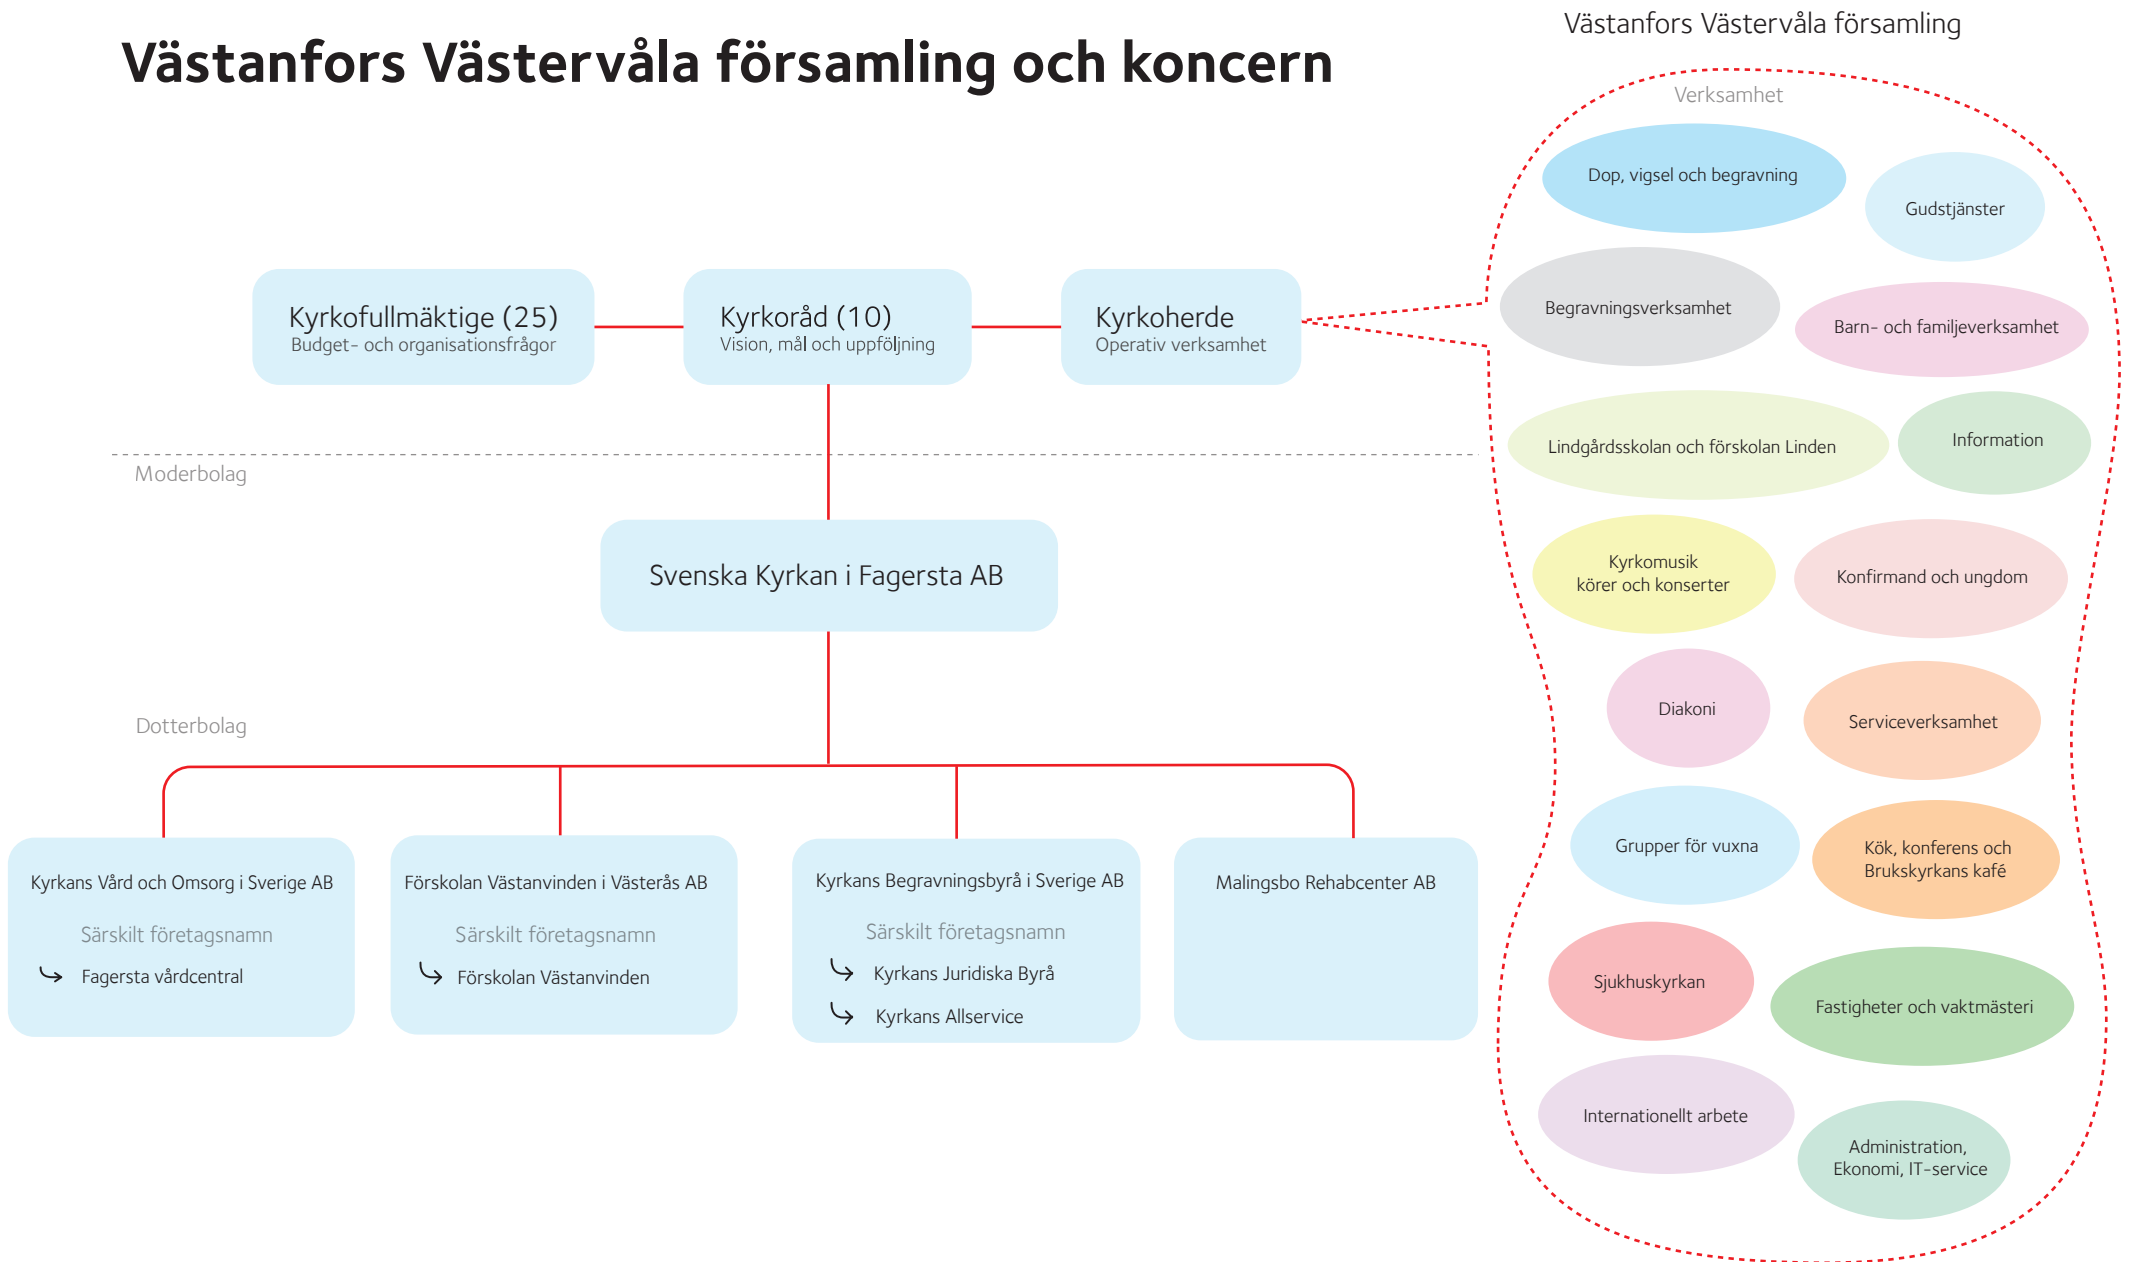 Västanfors Västervåla församling och koncern
Kyrkofullmäktige (25)
Budget- och organisationsfrågor
Kyrkoråd (10)
Vision, mål och uppföljning
Kyrkoherde
Operativ verksamhet
Moderbolag
Svenska Kyrkan i Fagersta AB
Dotterbolag
Kyrkans Vård och Omsorg i Sverige AB
Särskilt företagsnamn
Fagersta vårdcentral
Förskolan Västanvinden i Västerås AB
Särskilt företagsnamn
Förskolan Västanvinden
Kyrkans Begravningsbyrå i Sverige AB
Särskilt företagsnamn
Kyrkans Juridiska Byrå
Kyrkans Allservice
Malingsbo Rehabcenter AB
Västanfors Västervåla församling
Verksamhet
Dop, vigsel och begravning
Gudstjänster
Begravningsverksamhet
Barn- och familjeverksamhet
Lindgårdsskolan och förskolan Linden
Information
Kyrkomusik
körer och konserter
Konfirmand och ungdom
Diakoni
Serviceverksamhet
Grupper för vuxna
Kök, konferens och
Brukskyrkans kafé
Sjukhuskyrkan
Fastigheter och vaktmästeri
Internationellt arbete
Administration,
Ekonomi, IT-service